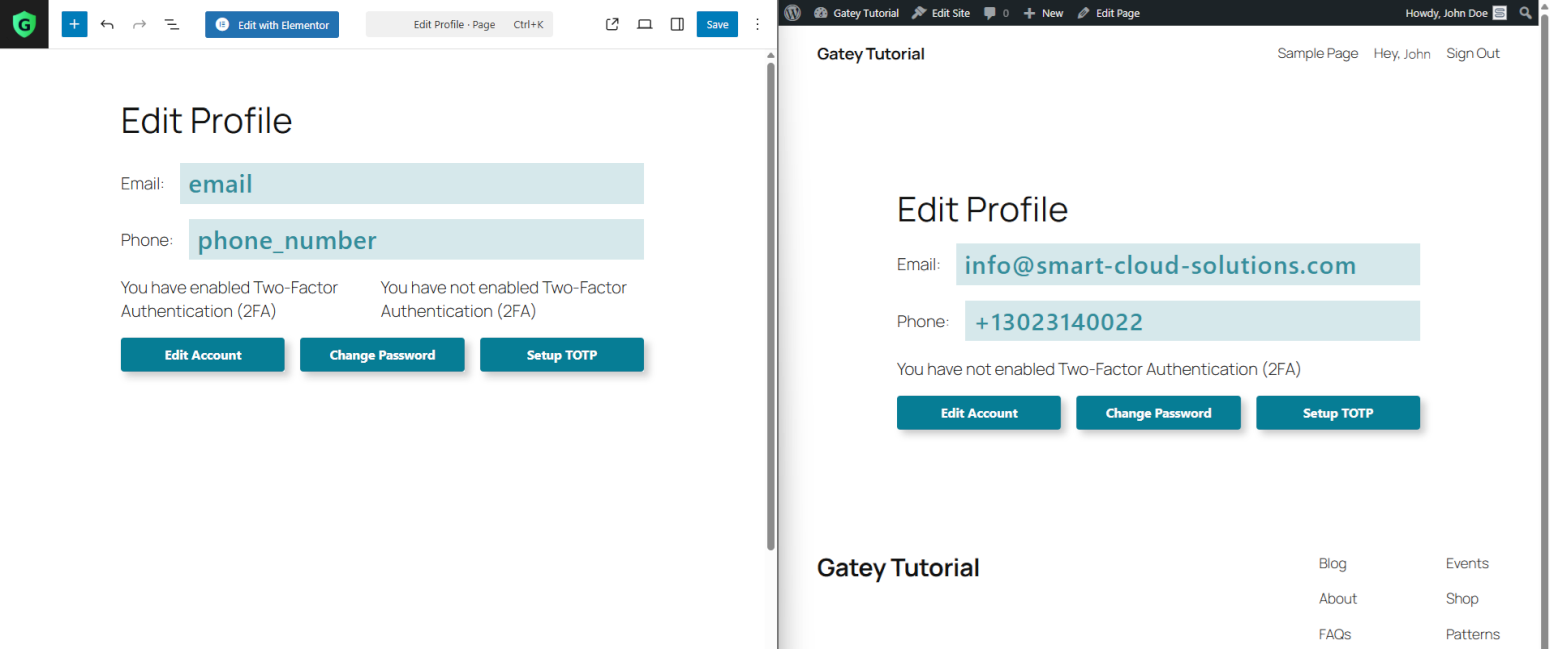 Edit with Elementor
Edit Profile · Page Ctrl+K
Save
Edit Profile
Email: email
Phone: phone_number
You have enabled Two-Factor
Authentication (2FA)
You have not enabled Two-Factor
Authentication (2FA)
Edit Account Change Password Setup TOTP
Gatey Tutorial Edit Site 0 New Edit Page Howdy, John Doe
Gatey Tutorial Sample Page Hey, John Sign Out
Edit Profile
Email: info@smart-cloud-solutions.com
Phone: +13023140022
You have not enabled Two-Factor Authentication (2FA)
Edit Account Change Password Setup TOTP
Gatey Tutorial
Blog Events
About Shop
FAQs Patterns